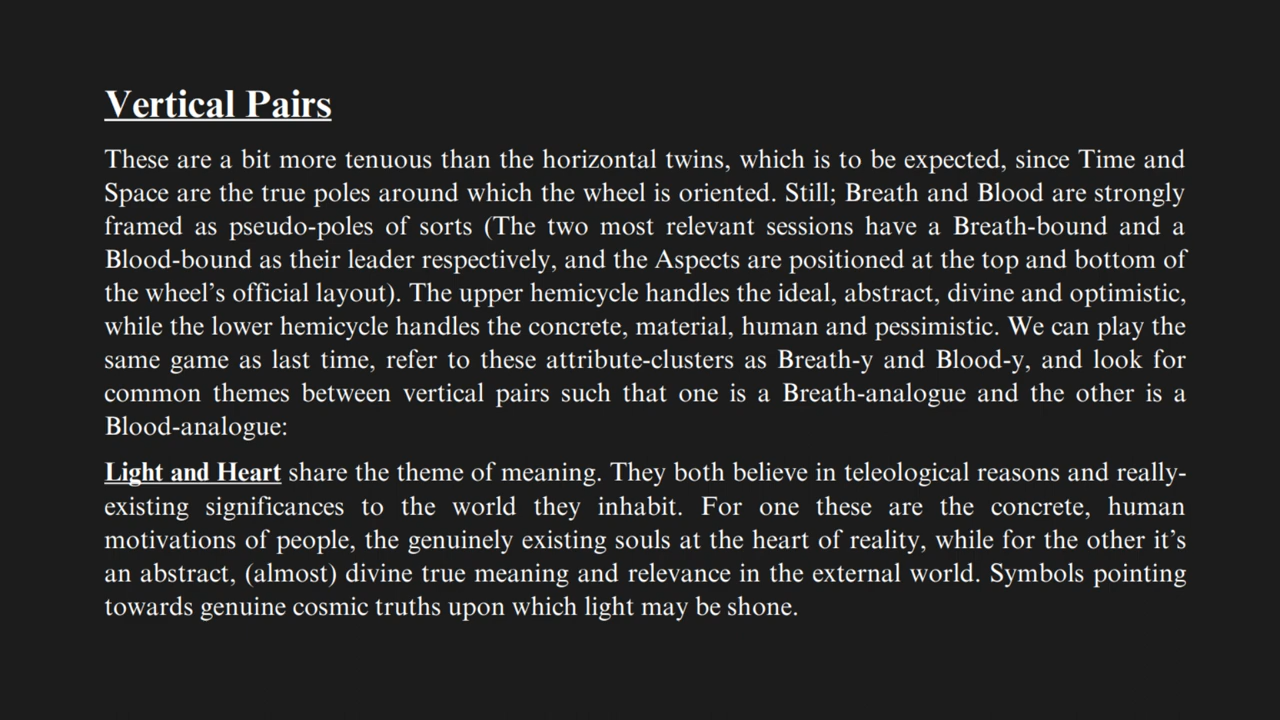 Vertical Pairs
These are a bit more tenuous than the horizontal twins, which is to be expected, since Time and
Space are the true poles around which the wheel is oriented. Still; Breath and Blood are strongly
framed as pseudo-poles of sorts (The two most relevant sessions have a Breath-bound and a
Blood-bound as their leader respectively, and the Aspects are positioned at the top and bottom of
the wheel’s official layout). The upper hemicycle handles the ideal, abstract, divine and optimistic,
while the lower hemicycle handles the concrete, material, human and pessimistic. We can play the
same game as last time, refer to these attribute-clusters as Breath-y and Blood-y, and look for
common themes between vertical pairs such that one is a Breath-analogue and the other is a
Blood-analogue:
Light and Heart share the theme of meaning. They both believe in teleological reasons and really-
existing significances to the world they inhabit. For one these are the concrete, human
motivations of people, the genuinely existing souls at the heart of reality, while for the other it’s
an abstract, (almost) divine true meaning and relevance in the external world. Symbols pointing
towards genuine cosmic truths upon which light may be shone.